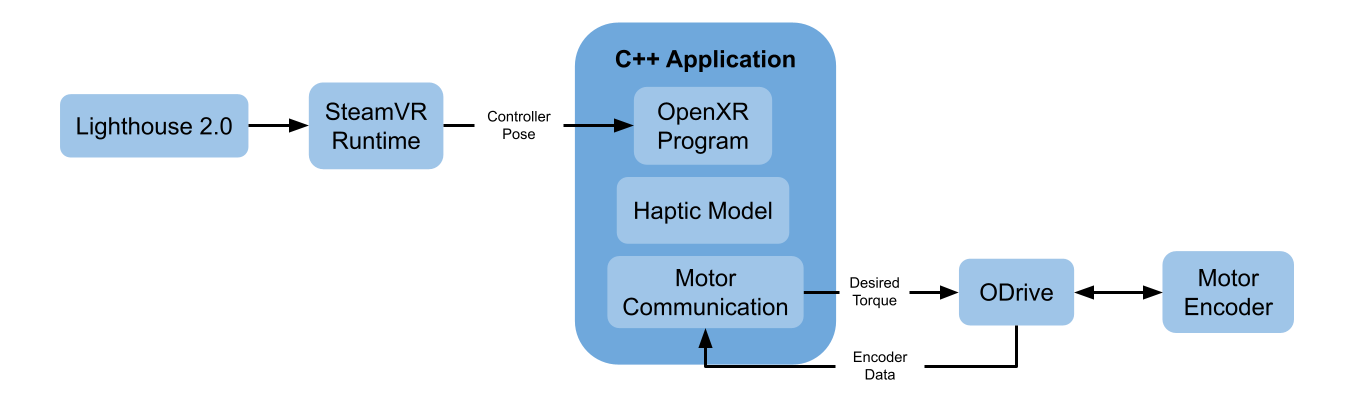 C++ Application
Lighthouse 2.0
SteamVR
Runtime
Controller
Pose
OpenXR
Program
Haptic Model
Motor
Communication
Desired
Torque
ODrive
Motor
Encoder
Encoder
Data